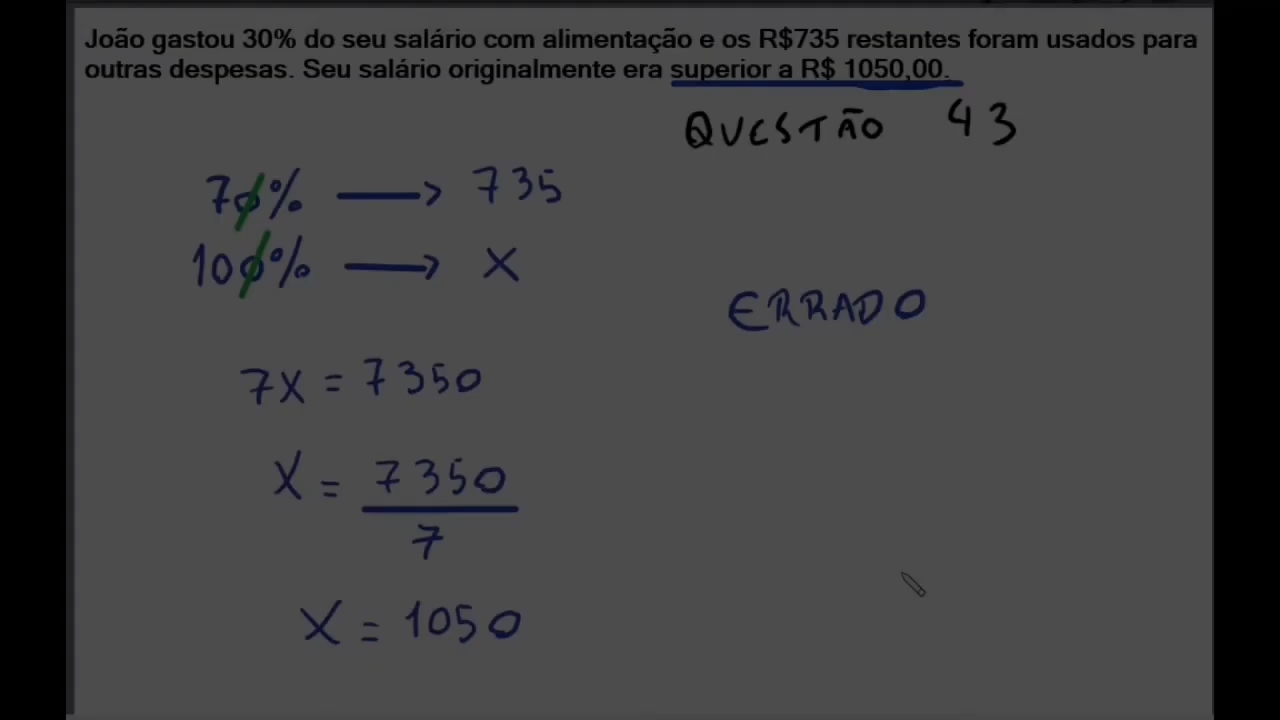 João gastou 30% do seu salário com alimentação e os R$735 restantes foram usados para
outras despesas. Seu salário originalmente era superior a R$ 1050,00.
QUESTÃO 43
70% → 735
100% → X
ERRADO
7X = 7350
X = 7350
7
X = 1050